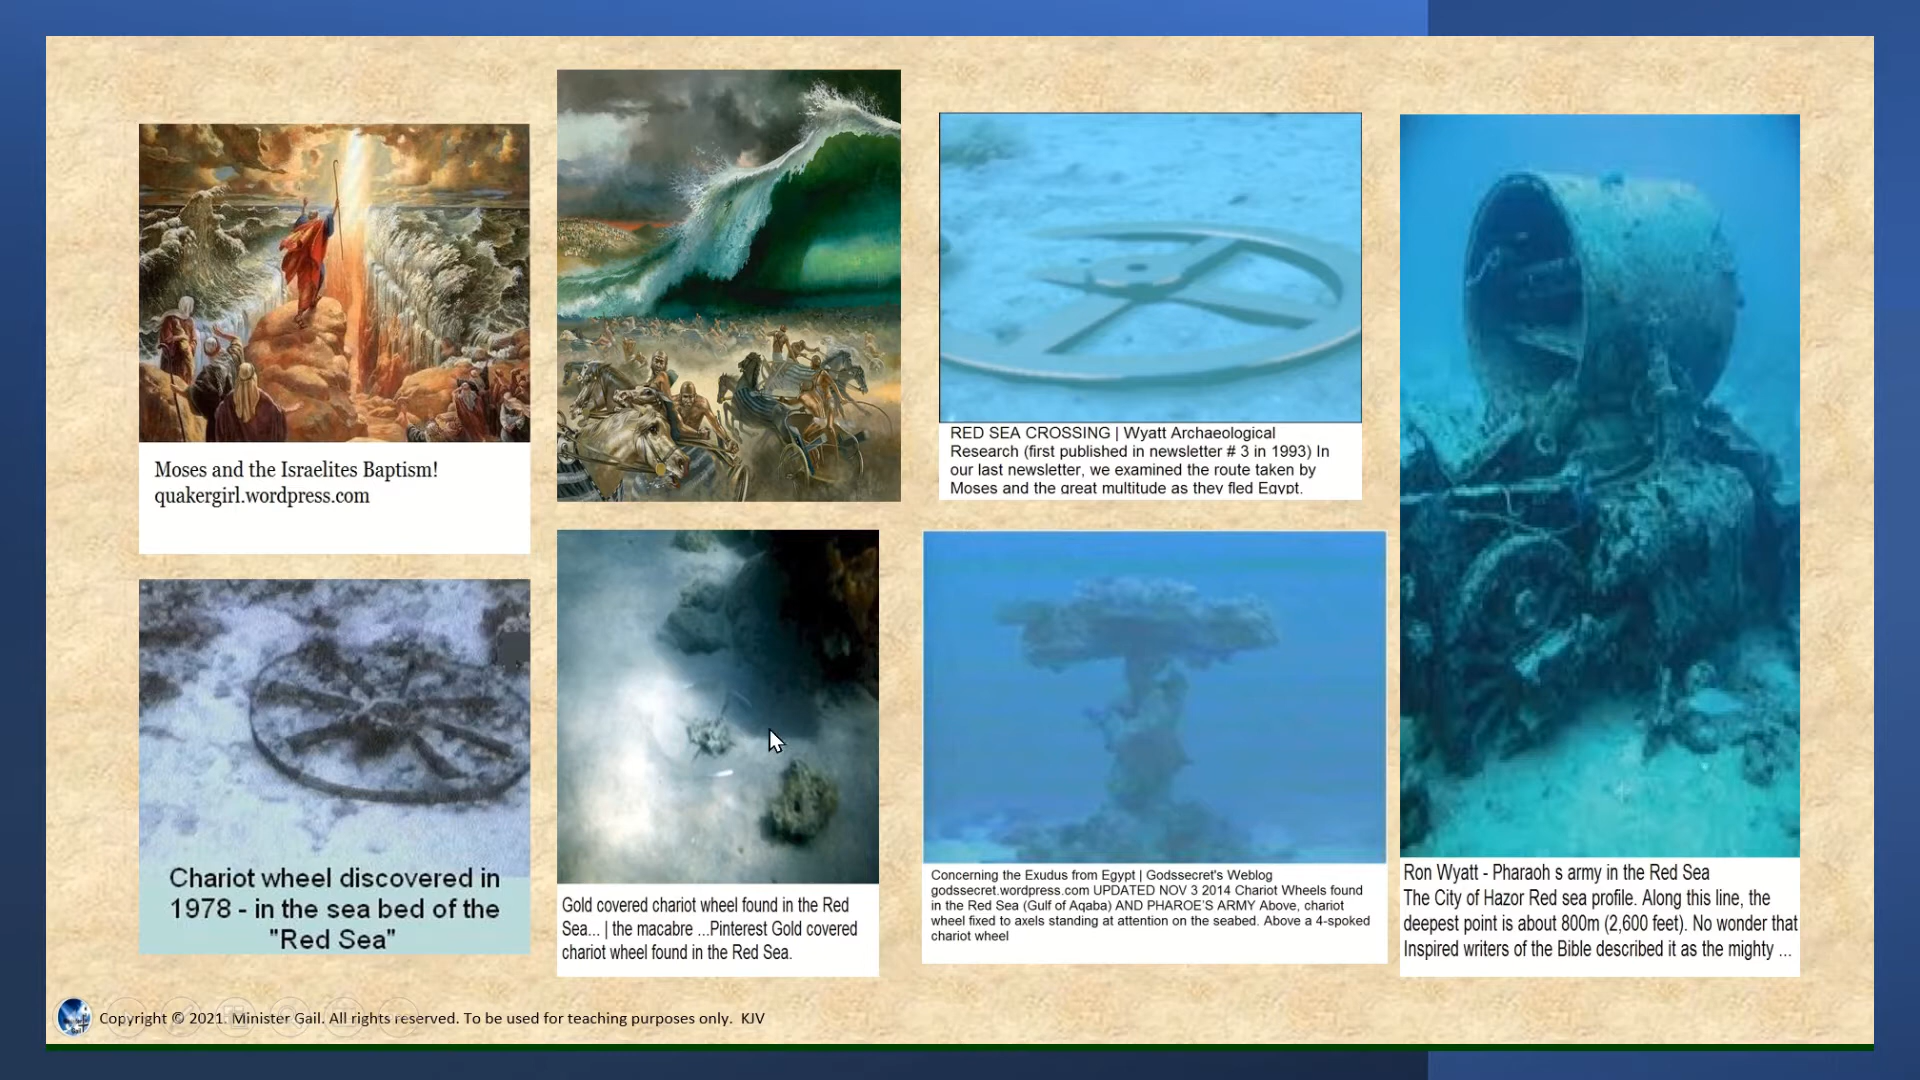 Moses and the Israelites Baptism!
quakergirl.wordpress.com
RED SEA CROSSING | Wyatt Archaeological
Research (first published in newsletter # 3 in 1993) In
our last newsletter, we examined the route taken by
Moses and the great multitude as they fled Egypt.
Chariot wheel discovered in
1978 - in the sea bed of the
"Red Sea"
Gold covered chariot wheel found in the Red
Sea... | the macabre ...Pinterest Gold covered
chariot wheel found in the Red Sea.
Concerning the Exudus from Egypt | Godssecret's Weblog
godssecret.wordpress.com UPDATED NOV 3 2014 Chariot Wheels found
in the Red Sea (Gulf of Aqaba) AND PHAROE'S ARMY Above, chariot
wheel fixed to axels standing at attention on the seabed. Above a 4-spoked
chariot wheel
Ron Wyatt - Pharaoh s army in the Red Sea
The City of Hazor Red sea profile. Along this line, the
deepest point is about 800m (2,600 feet). No wonder that
Inspired writers of the Bible described it as the mighty ...
Copyright © 2021. Minister Gail. All rights reserved. To be used for teaching purposes only. KJV